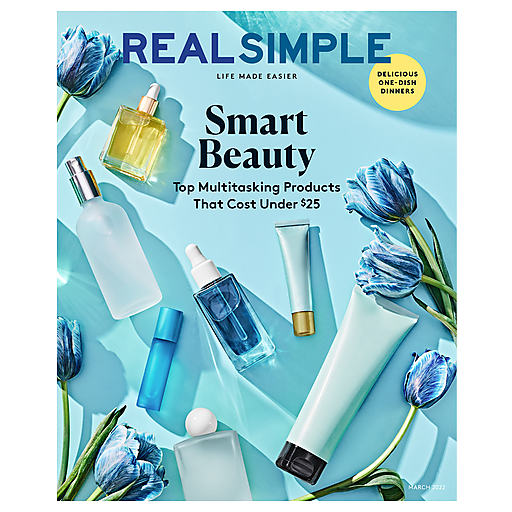 REAL SIMPLE
LIFE MADE EASIER
DELICIOUS
ONE-DISH
DINNERS
Smart
Beauty
Top Multitasking Products
That Cost Under $25
MARCH 2022